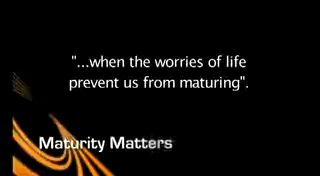 "...when the worries of life
prevent us from maturing".
Maturity Matters